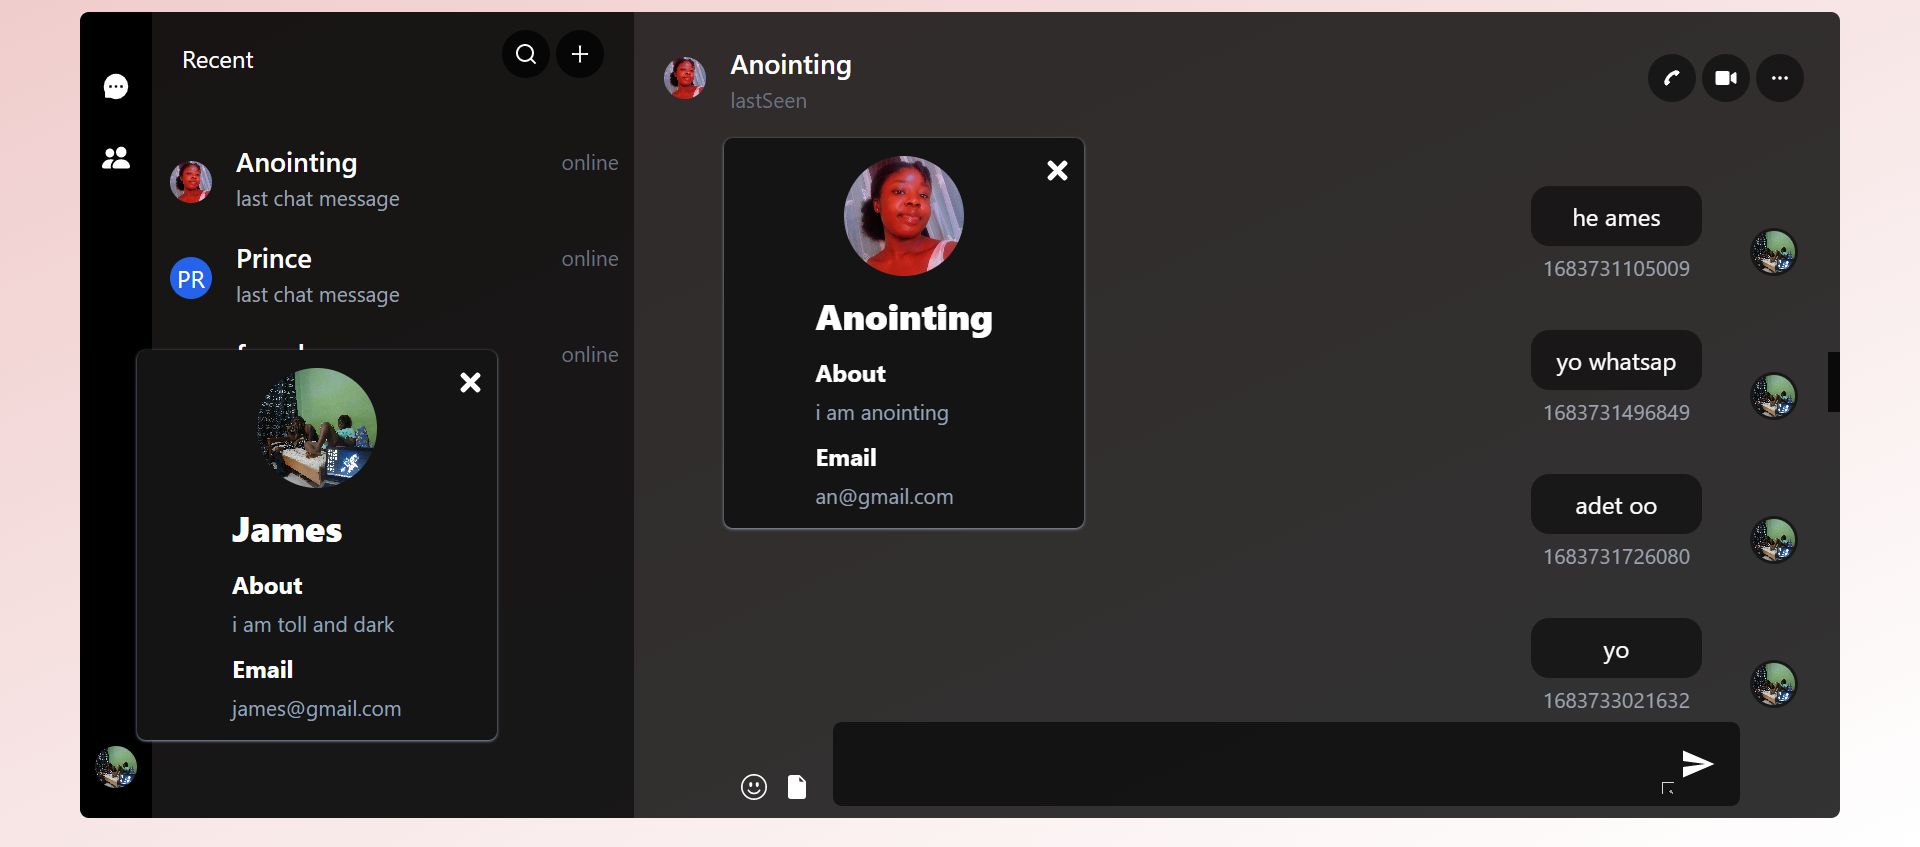 Recent
Anointing
online
last chat message
Prince
online
PR
last chat message
online
James
About
i am toll and dark
Email
james@gmail.com
Anointing
lastSeen
Anointing
About
i am anointing
Email
an@gmail.com
he ames
1683731105009
yo whatsap
1683731496849
adet oo
1683731726080
yo
1683733021632